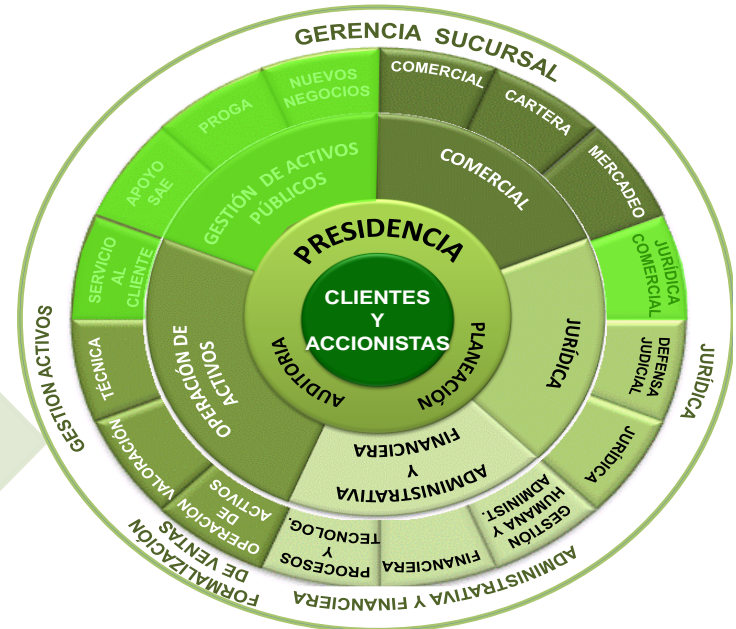 GERENCIA SUCURSAL
COMERCIAL
CARTERA
MERCADEO
JURÍDICA
COMERCIAL
DEFENSA
JUDICIAL
JURÍDICA
GESTIÓN
HUMANA Y
ADMINIST.
FINANCIERA
PROCESOS
Y
TECNOLOG.
OPERACIÓN
DE
ACTIVOS
VALORACIÓN
TÉCNICA
SERVICIO
AL
CLIENTE
APOYO
SAE
PROGA
NUEVOS
NEGOCIOS
GESTIÓN DE ACTIVOS
PÚBLICOS
COMERCIAL
JURÍDICA
ADMINISTRATIVA
Y
FINANCIERA
OPERACIÓN DE
ACTIVOS
PRESIDENCIA
PLANEACIÓN
AUDITORIA
CLIENTES
Y
ACCIONISTAS
JURÍDICA
ADMINISTRATIVA Y FINANCIERA
FORMALIZACIÓN
DE VENTAS
GESTION ACTIVOS